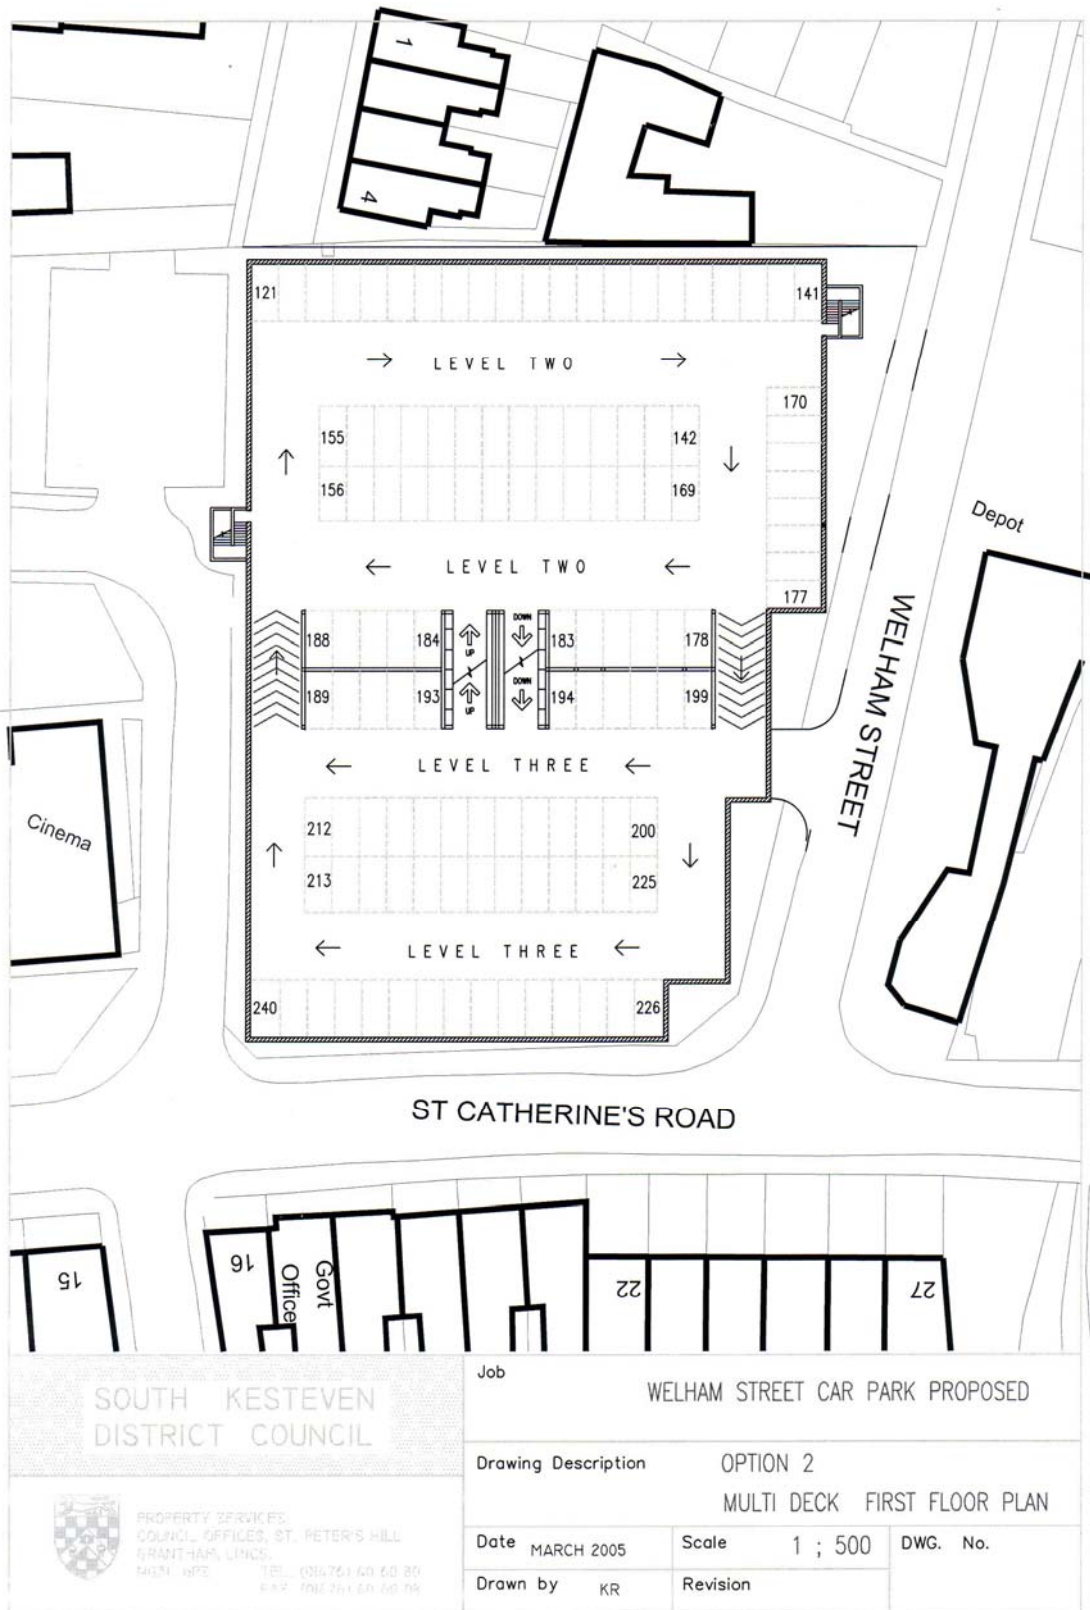 1
4
121
141
LEVEL TWO
170
155
142
156
169
Depot
LEVEL TWO
177
WELHAM STREET
188
184
UP
DOWN
183
178
189
193
UP
DOWN
194
199
LEVEL THREE
Cinema
212
200
213
225
LEVEL THREE
240
226
ST CATHERINE'S ROAD
15
16
Govt
Office
22
27
SOUTH KESTEVEN
DISTRICT COUNCIL
Job
WELHAM STREET CAR PARK PROPOSED
Drawing Description
OPTION 2
MULTI DECK FIRST FLOOR PLAN
PROPERTY SERVICES
COUNCIL OFFICES, ST. PETER'S HILL
GRANTHAM, LINCS.
Date MARCH 2005
Scale 1 ; 500
DWG. No.
Drawn by KR
Revision